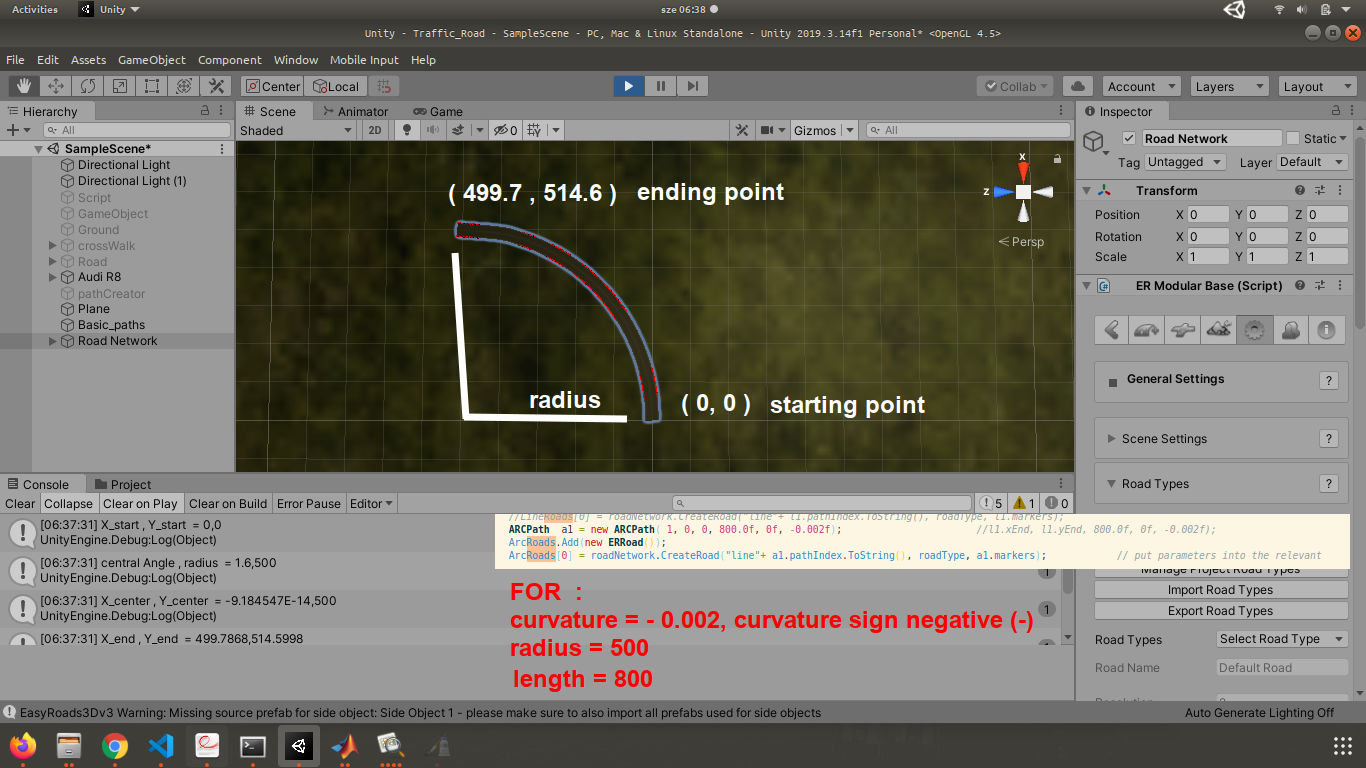 Activities
Unity
sze 06:38
Unity - Traffic_Road - SampleScene - PC, Mac & Linux Standalone - Unity 2019.3.14f1 Personal* <OpenGL 4.5>
File Edit Assets GameObject Component Window Mobile Input Help
Center Local
Collab
Account Layers Layout
Hierarchy
All
SampleScene*
Directional Light
Directional Light (1)
Script
GameObject
Ground
crossWalk
Road
Audi R8
pathCreator
Plane
Basic_paths
Road Network
Scene Animator Game
Shaded 2D 0 Gizmos All
x
z
Persp
( 499.7 , 514.6 ) ending point
radius
( 0, 0 ) starting point
Inspector
Road Network Static
Tag Untagged Layer Default
Transform
Position X 0 Y 0 Z 0
Rotation X 0 Y 0 Z 0
Scale X 1 Y 1 Z 1
ER Modular Base (Script)
General Settings ?
Scene Settings ?
Road Types ?
Manage Project Road Types
Import Road Types
Export Road Types
Road Types Select Road Type
Road Name Default Road
Console Project
Clear Collapse Clear on Play Clear on Build Error Pause Editor 5 1 0
[06:37:31] X_start , Y_start = 0,0
UnityEngine.Debug:Log(Object)
[06:37:31] central Angle , radius = 1.6,500
UnityEngine.Debug:Log(Object)
1
[06:37:31] X_center , Y_center = -9.184547E-14,500
UnityEngine.Debug:Log(Object)
1
[06:37:31] X_end , Y_end = 499.7868,514.5998
//LineRoads[0] = roadNetwork.CreateRoad("line"+ l1.pathIndex.ToString(), roadType, l1.markers);
ARCPath a1 = new ARCPath( 1, 0, 0, 800.0f, 0f, -0.002f); //l1.xEnd, l1.yEnd, 800.0f, 0f, -0.002f);
ArcRoads.Add(new ERRoad());
ArcRoads[0] = roadNetwork.CreateRoad("line"+ a1.pathIndex.ToString(), roadType, a1.markers); // put parameters into the relevant
FOR :
curvature = - 0.002, curvature sign negative (-)
radius = 500
length = 800
EasyRoads3Dv3 Warning: Missing source prefab for side object: Side Object 1 - please make sure to also import all prefabs used for side objects
Auto Generate Lighting Off